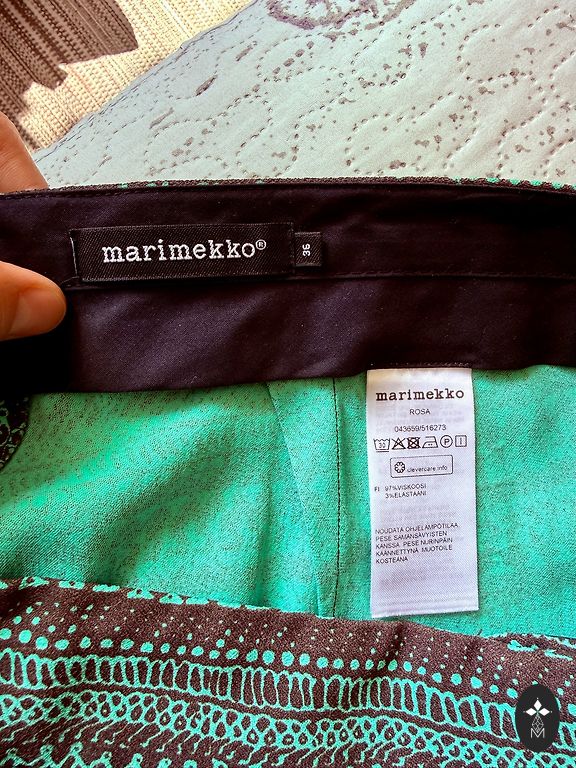 marimekko®
36
marimekko
ROSA
043659/516273
30
P
clevercare.info
FI 97%VISKOOSI
3%ELASTAANI
NOUDATA OHJELAMPOTILAA,
PESE SAMANSÄVYISTEN
KANSSA. PESE NURINPÄIN
KÄÄNNETTYNÄ. MUOTOILE
KOSTEANA
M